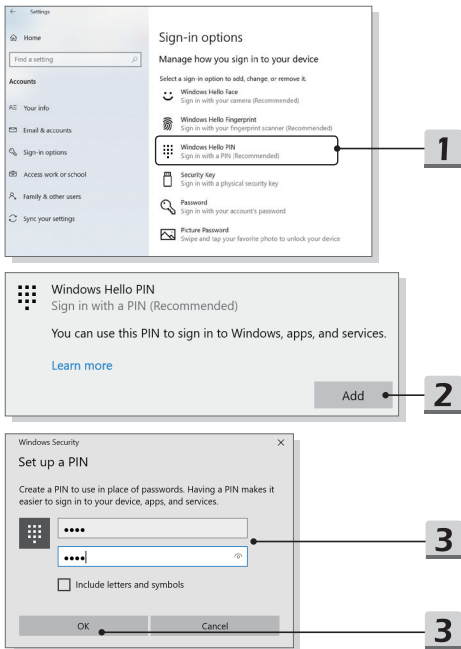 Settings
Home
Find a setting
Accounts
Your info
Email & accounts
Sign-in options
Access work or school
Family & other users
Sync your settings
Sign-in options
Manage how you sign in to your device
Select a sign-in option to add, change, or remove it.
Windows Hello Face
Sign in with your camera (Recommended)
Windows Hello Fingerprint
Sign in with your fingerprint scanner (Recommended)
Windows Hello PIN
Sign in with a PIN (Recommended)
Security Key
Sign in with a physical security key
Password
Sign in with your account's password
Picture Password
Swipe and tap your favorite photo to unlock your device
1
Windows Hello PIN
Sign in with a PIN (Recommended)
You can use this PIN to sign in to Windows, apps, and services.
Learn more
Add
2
Windows Security
Set up a PIN
Create a PIN to use in place of passwords. Having a PIN makes it
easier to sign in to your device, apps, and services.
••••
••••
3
Include letters and symbols
OK Cancel
3